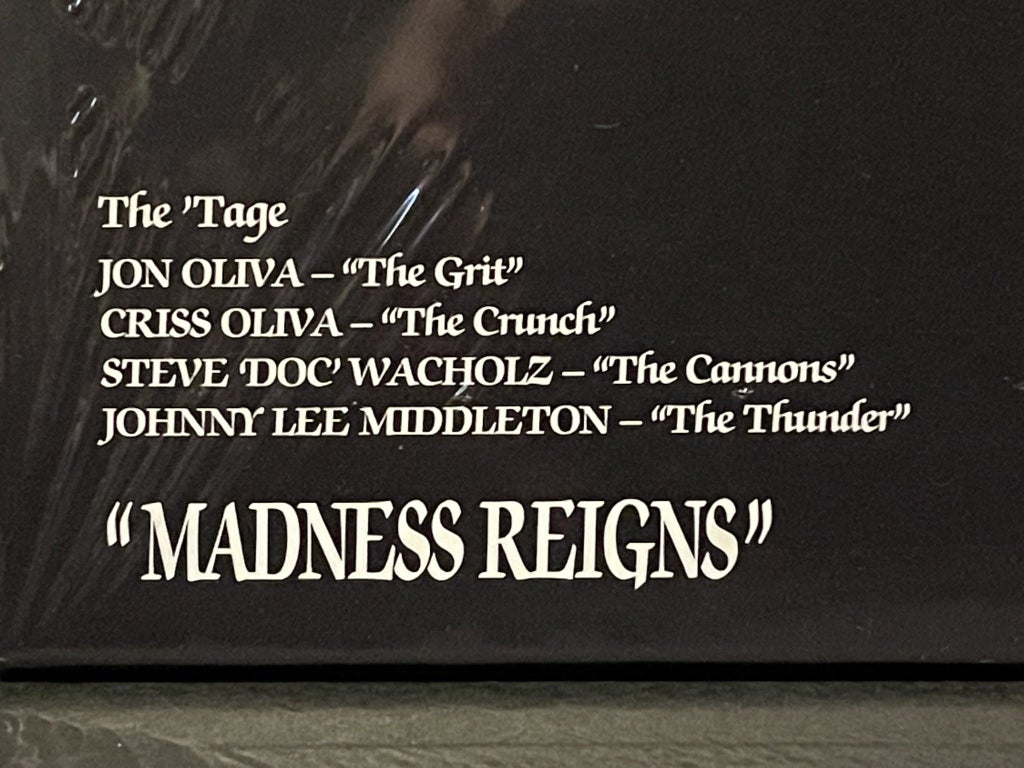 The 'Tage
JON OLIVA – “The Grit”
CRISS OLIVA – “The Crunch”
STEVE ‘DOC’ WACHOLZ – “The Cannons”
JOHNNY LEE MIDDLETON – “The Thunder”
“MADNESS REIGNS”